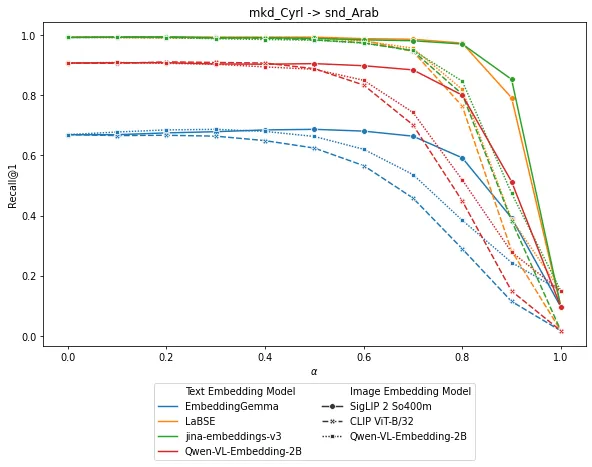 mkd_Cyrl -> snd_Arab
Recall@1
1.0
0.8
0.6
0.4
0.2
0.0
0.0 0.2 0.4 0.6 0.8 1.0
α
Text Embedding Model
EmbeddingGemma
LaBSE
jina-embeddings-v3
Qwen-VL-Embedding-2B
Image Embedding Model
SigLIP 2 So400m
CLIP ViT-B/32
Qwen-VL-Embedding-2B